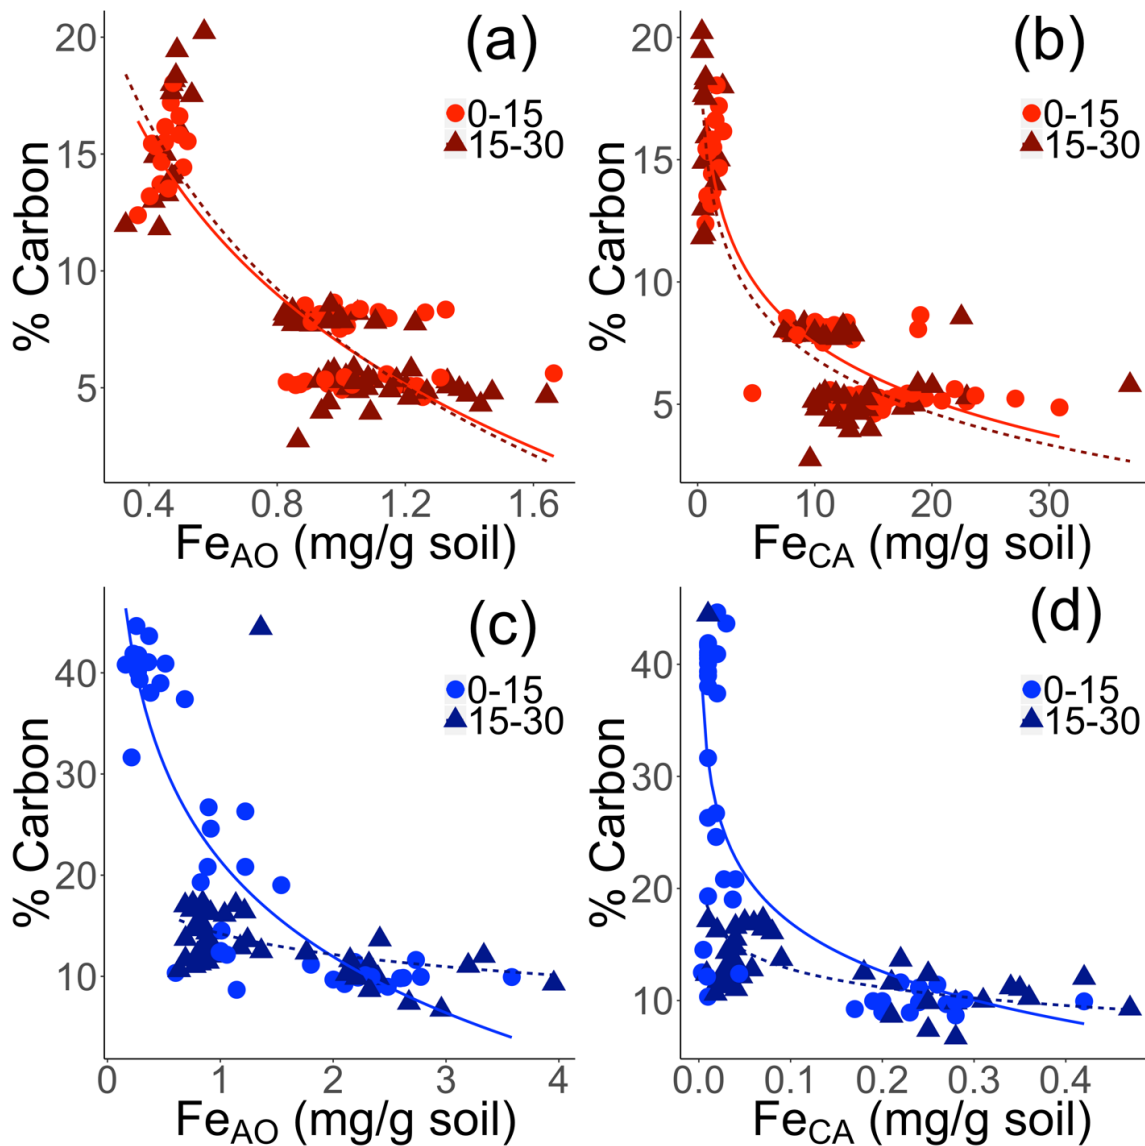 (a)
20
15
10
5
% Carbon
0-15
15-30
0.4 0.8 1.2 1.6
FeAO (mg/g soil)
(b)
20
15
10
5
% Carbon
0-15
15-30
0 10 20 30
FeCA (mg/g soil)
(c)
40
30
20
10
% Carbon
0-15
15-30
0 1 2 3 4
FeAO (mg/g soil)
(d)
40
30
20
10
% Carbon
0-15
15-30
0.0 0.1 0.2 0.3 0.4
FeCA (mg/g soil)